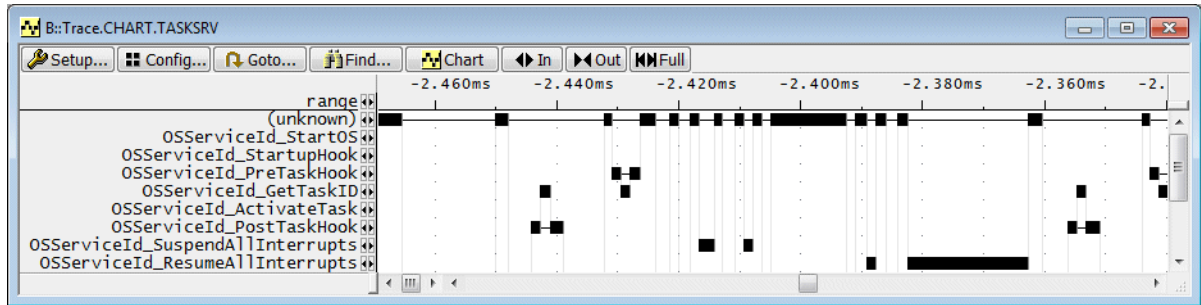 B::Trace.CHART.TASKSRV
Setup... Config... Goto... Find... Chart In Out Full
-2.460ms -2.440ms -2.420ms -2.400ms -2.380ms -2.360ms -2.
range
(unknown)
OSServiceId_StartOS
OSServiceId_StartupHook
OSServiceId_PreTaskHook
OSServiceId_GetTaskID
OSServiceId_ActivateTask
OSServiceId_PostTaskHook
OSServiceId_SuspendAllInterrupts
OSServiceId_ResumeAllInterrupts